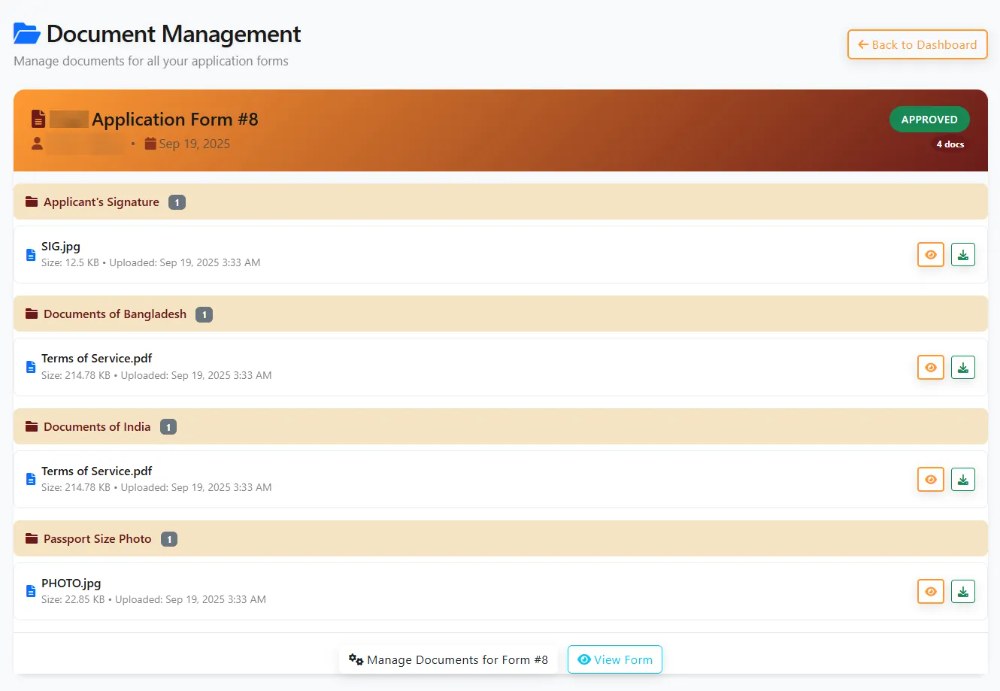 Document Management
Manage documents for all your application forms
Back to Dashboard
Application Form #8
APPROVED
• Sep 19, 2025
4 docs
Applicant's Signature 1
SIG.jpg
Size: 12.5 KB • Uploaded: Sep 19, 2025 3:33 AM
Documents of Bangladesh 1
Terms of Service.pdf
Size: 214.78 KB • Uploaded: Sep 19, 2025 3:33 AM
Documents of India 1
Terms of Service.pdf
Size: 214.78 KB • Uploaded: Sep 19, 2025 3:33 AM
Passport Size Photo 1
PHOTO.jpg
Size: 22.85 KB • Uploaded: Sep 19, 2025 3:33 AM
Manage Documents for Form #8
View Form